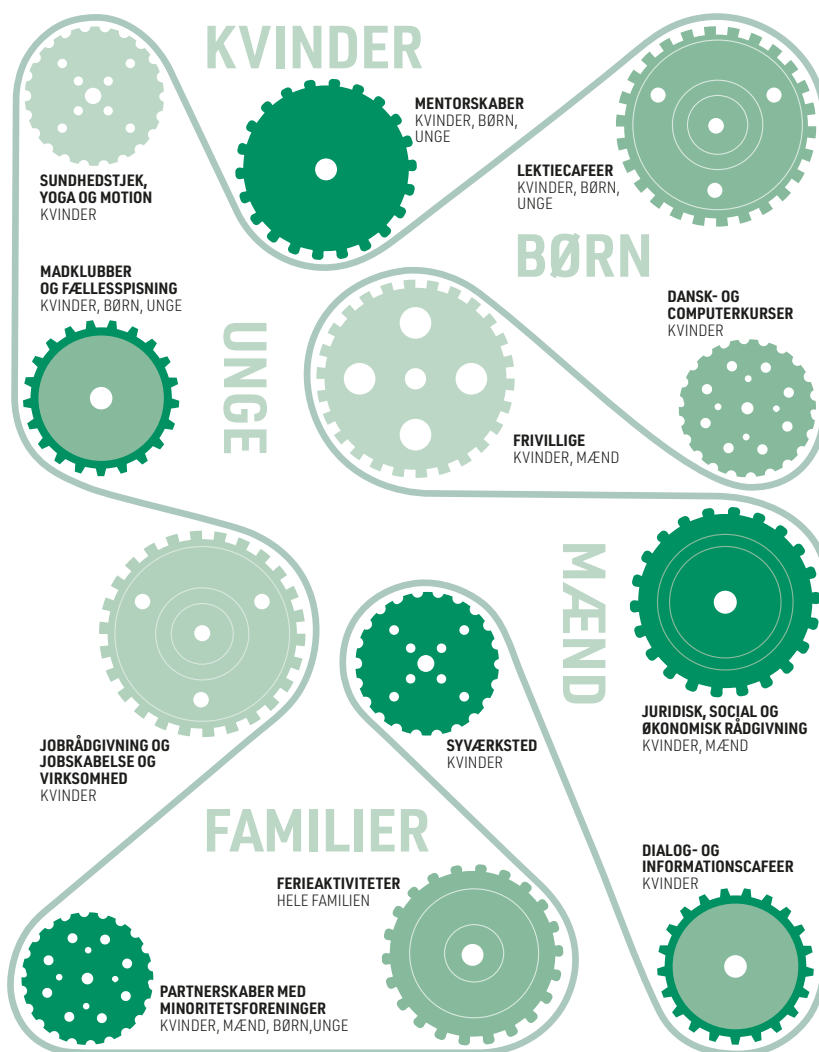 KVINDER
MENTORSKABER
KVINDER, BØRN,
UNGE
LEKTIECAFEER
KVINDER, BØRN,
UNGE
SUNDHEDSTJEK,
YOGA OG MOTION
KVINDER
BØRN
MADKLUBBER
OG FÆLLESSPISNING
KVINDER, BØRN, UNGE
DANSK- OG
COMPUTERKURSER
KVINDER
UNGE
FRIVILLIGE
KVINDER, MÆND
MÆND
JURIDISK, SOCIAL OG
ØKONOMISK RÅDGIVNING
KVINDER, MÆND
JOBRÅDGIVNING OG
JOBSKABELSE OG
VIRKSOMHED
KVINDER
SYVÆRKSTED
KVINDER
FAMILIER
DIALOG- OG
INFORMATIONSCAFEER
KVINDER
FERIEAKTIVITETER
HELE FAMILIEN
PARTNERSKABER MED
MINORITETSFORENINGER
KVINDER, MÆND, BØRN,UNGE